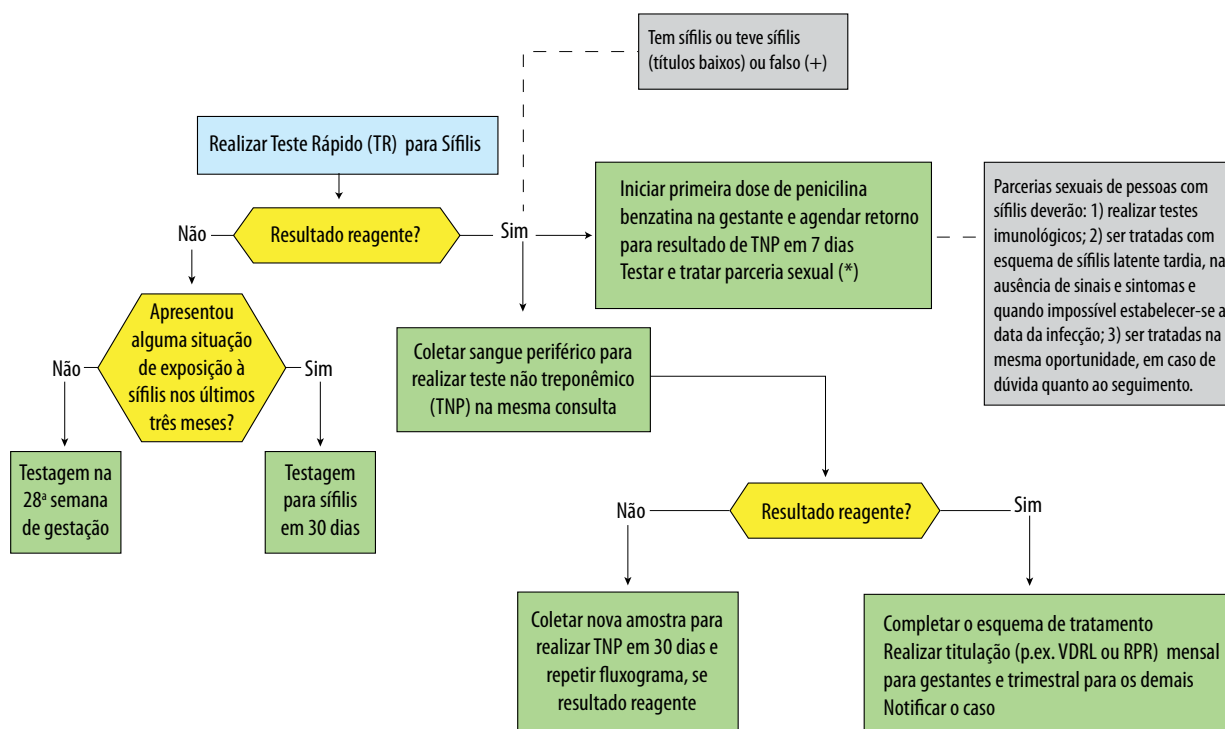 Tem sífilis ou teve sífilis
(títulos baixos) ou falso (+)
Realizar Teste Rápido (TR) para Sífilis
Não
Resultado reagente?
Sim
Iniciar primeira dose de penicilina
benzatina na gestante e agendar retorno
para resultado de TNP em 7 dias
Testar e tratar parceria sexual (*)
Parcerias sexuais de pessoas com
sífilis deverão: 1) realizar testes
imunológicos; 2) ser tratadas com
esquema de sífilis latente tardia, na
ausência de sinais e sintomas e
quando impossível estabelecer-se a
data da infecção; 3) ser tratadas na
mesma oportunidade, em caso de
dúvida quanto ao seguimento.
Não
Apresentou
alguma situação
de exposição à
sífilis nos últimos
três meses?
Sim
Coletar sangue periférico para
realizar teste não treponêmico
(TNP) na mesma consulta
Testagem na
28ª semana
de gestação
Testagem
para sífilis
em 30 dias
Não
Resultado reagente?
Sim
Coletar nova amostra para
realizar TNP em 30 dias e
repetir fluxograma, se
resultado reagente
Completar o esquema de tratamento
Realizar titulação (p.ex. VDRL ou RPR) mensal
para gestantes e trimestral para os demais
Notificar o caso